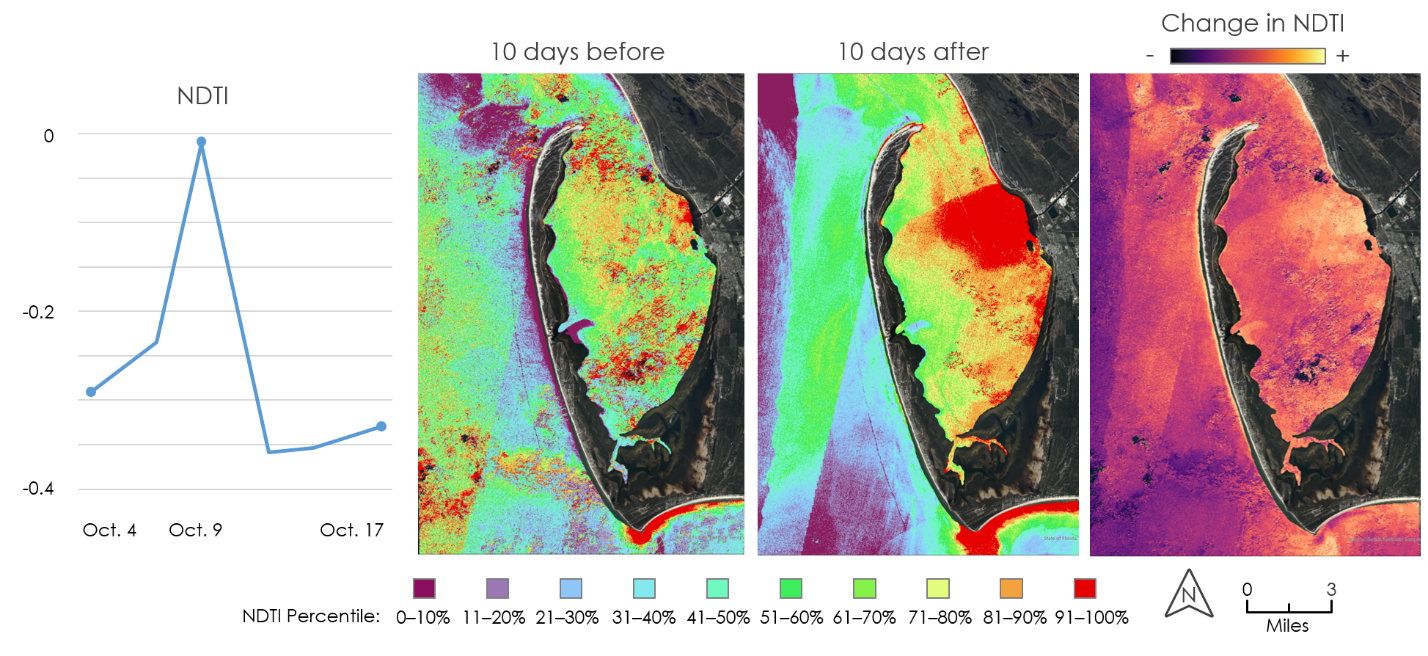 Change in NDTI
10 days before
10 days after
- +
NDTI
0
-0.2
-0.4
Oct. 4
Oct. 9
Oct. 17
NDTI Percentile:
0–10%
11–20%
21–30%
31–40%
41–50%
51–60%
61–70%
71–80%
81–90%
91–100%
N
0
3
Miles